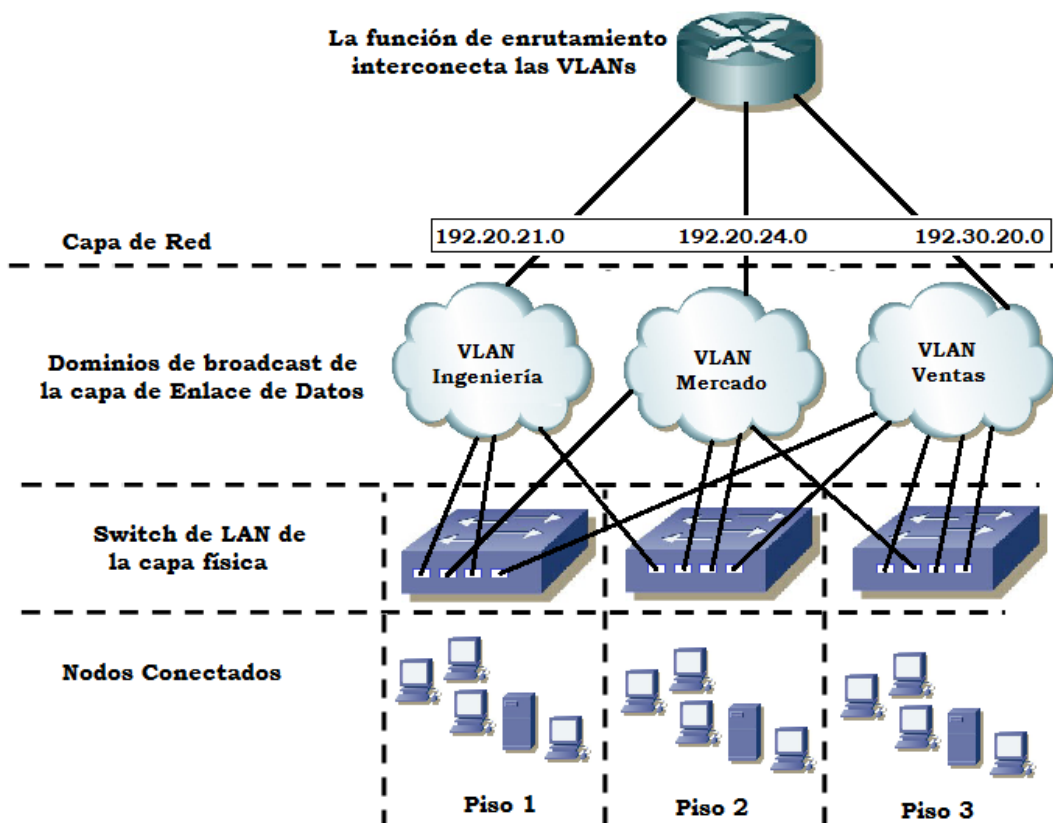 La función de enrutamiento
interconecta las VLANs
Capa de Red
192.20.21.0
192.20.24.0
192.30.20.0
Dominios de broadcast de
la capa de Enlace de Datos
VLAN
Ingeniería
VLAN
Mercado
VLAN
Ventas
Switch de LAN de
la capa física
Nodos Conectados
Piso 1
Piso 2
Piso 3